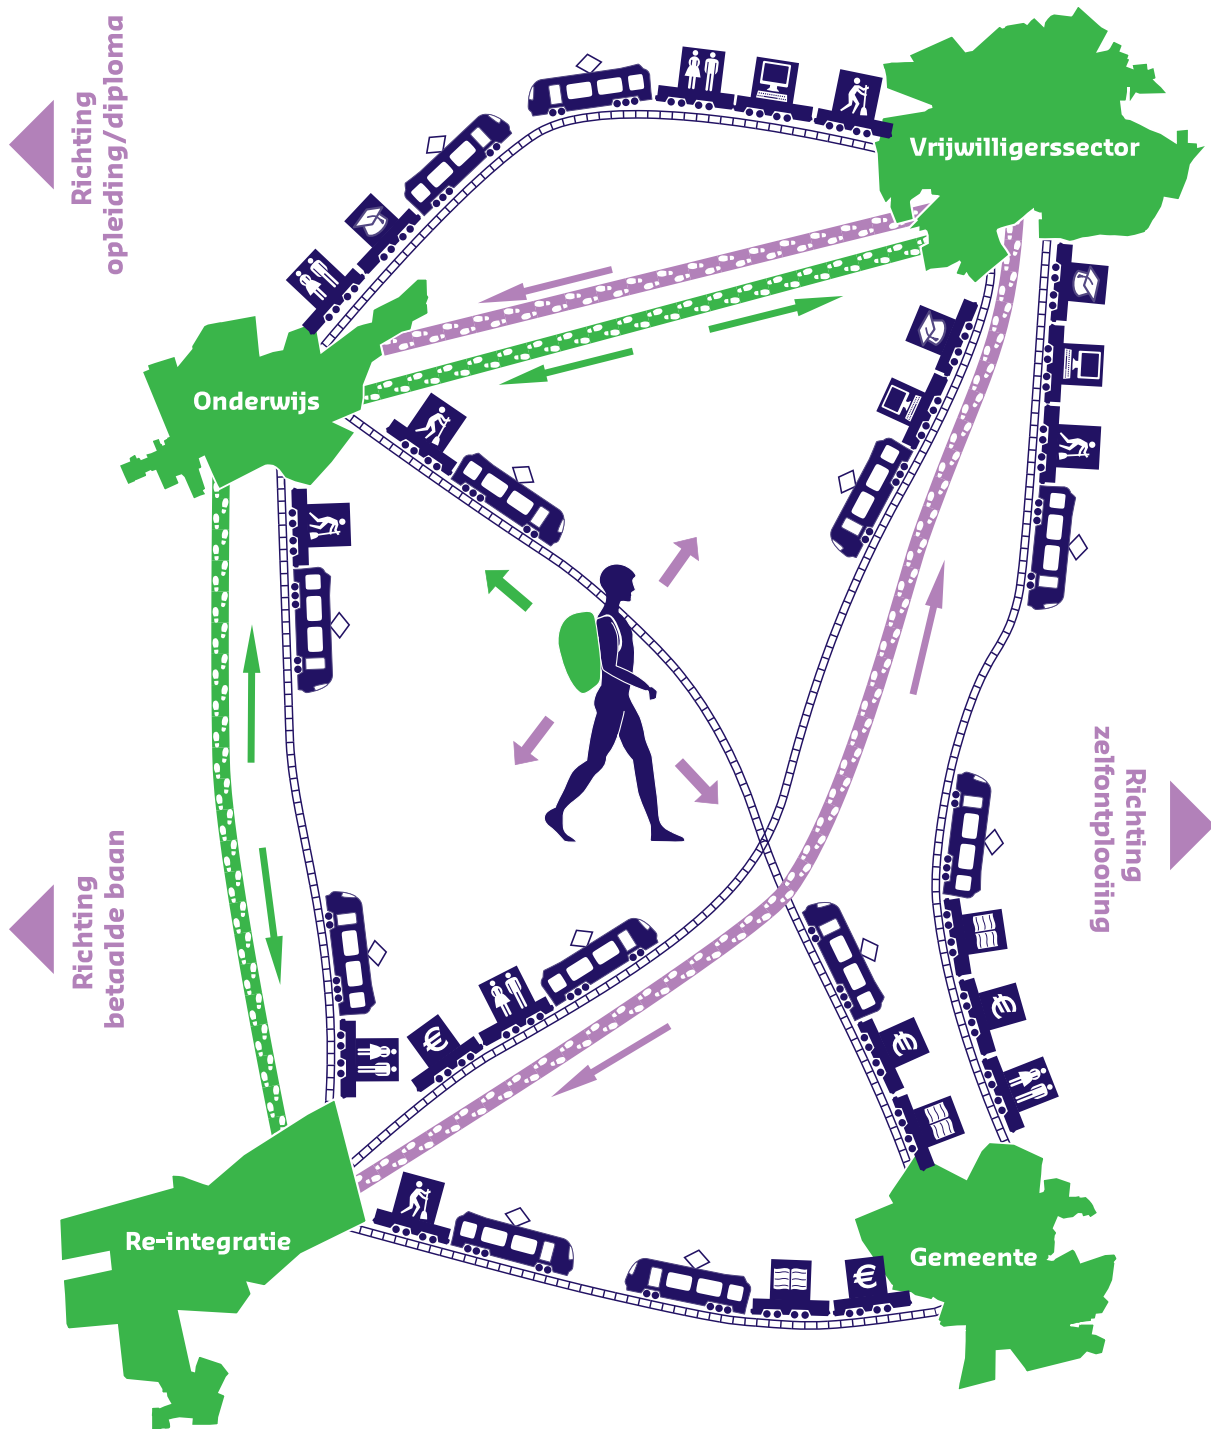 Richting
opleiding/diploma
Vrijwilligerssector
Onderwijs
Richting
zelfontplooiing
Richting
betaalde baan
€
€
€
Re-integratie
Gemeente
€